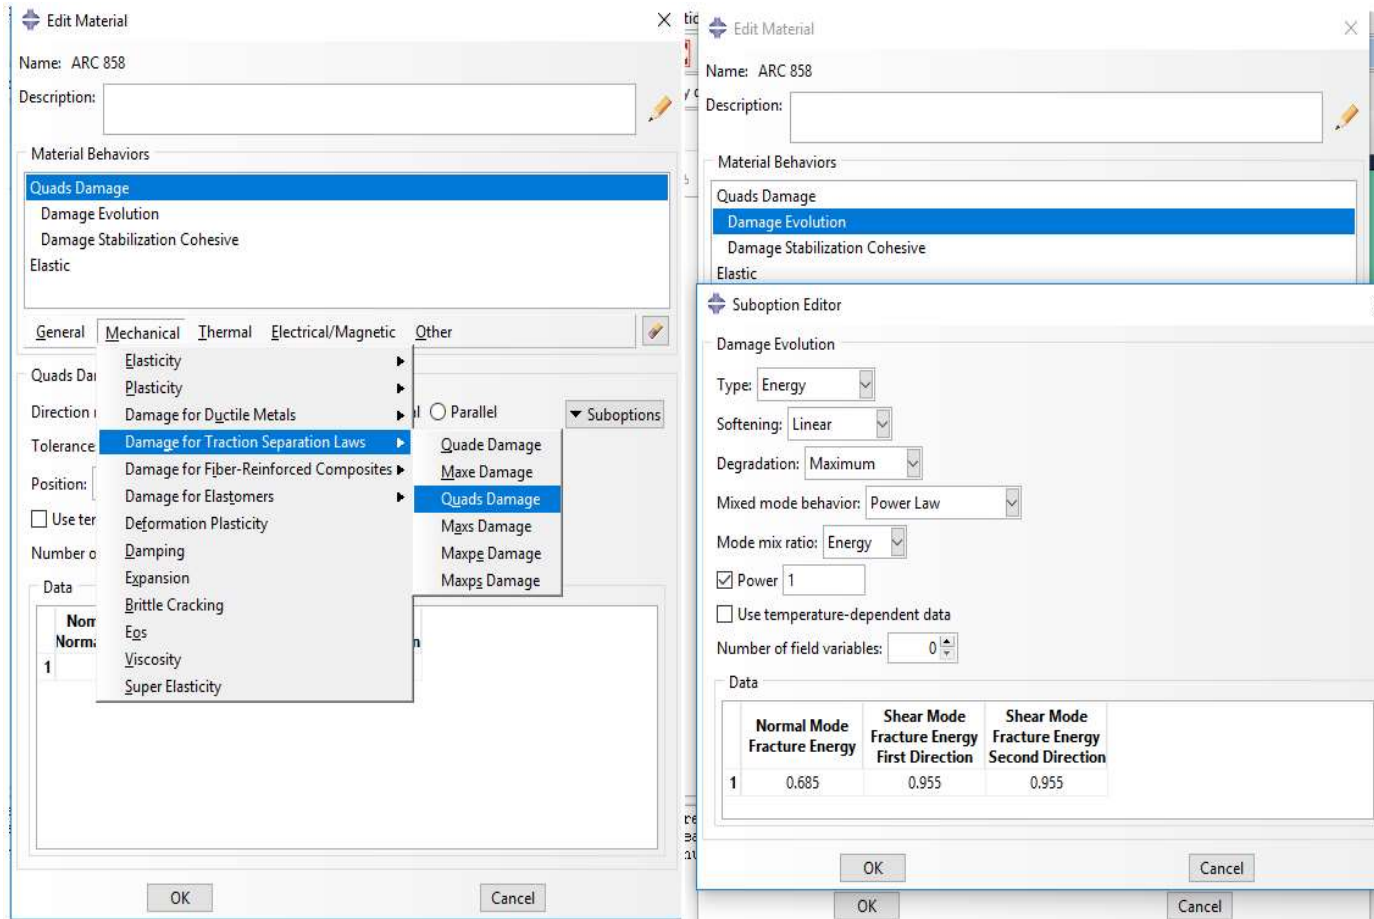 Edit Material
Name: ARC 858
Description:
Material Behaviors
Quads Damage
Damage Evolution
Damage Stabilization Cohesive
Elastic
General Mechanical Thermal Electrical/Magnetic Other
Elasticity
Plasticity
Damage for Ductile Metals
Damage for Traction Separation Laws
Damage for Fiber-Reinforced Composites
Damage for Elastomers
Deformation Plasticity
Damping
Expansion
Brittle Cracking
Eos
Viscosity
Super Elasticity
Quade Damage
Maxe Damage
Quads Damage
Maxs Damage
Maxpe Damage
Maxps Damage
Direction
Parallel
Suboptions
Tolerance
Position:
Use
Data
1
OK Cancel
Edit Material
Name: ARC 858
Description:
Material Behaviors
Quads Damage
Damage Evolution
Damage Stabilization Cohesive
Elastic
Suboption Editor
Damage Evolution
Type: Energy
Softening: Linear
Degradation: Maximum
Mixed mode behavior: Power Law
Mode mix ratio: Energy
Power 1
Use temperature-dependent data
Number of field variables: 0
Data
Normal Mode Fracture Energy
Shear Mode Fracture Energy First Direction
Shear Mode Fracture Energy Second Direction
1 0.685 0.955 0.955
OK Cancel
OK Cancel